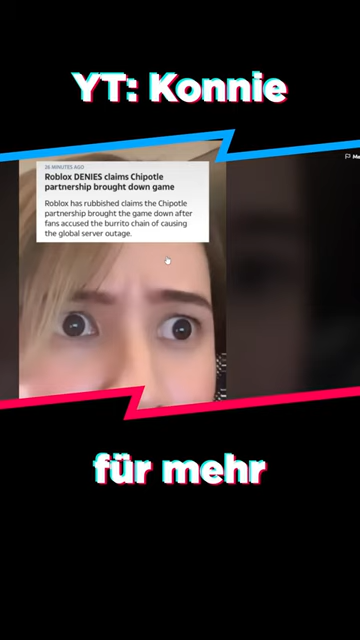 YT: Konnie
26 MINUTES AGO
Roblox DENIES claims Chipotle
partnership brought down game
Roblox has rubbished claims the Chipotle
partnership brought the game down after
fans accused the burrito chain of causing
the global server outage.
für mehr